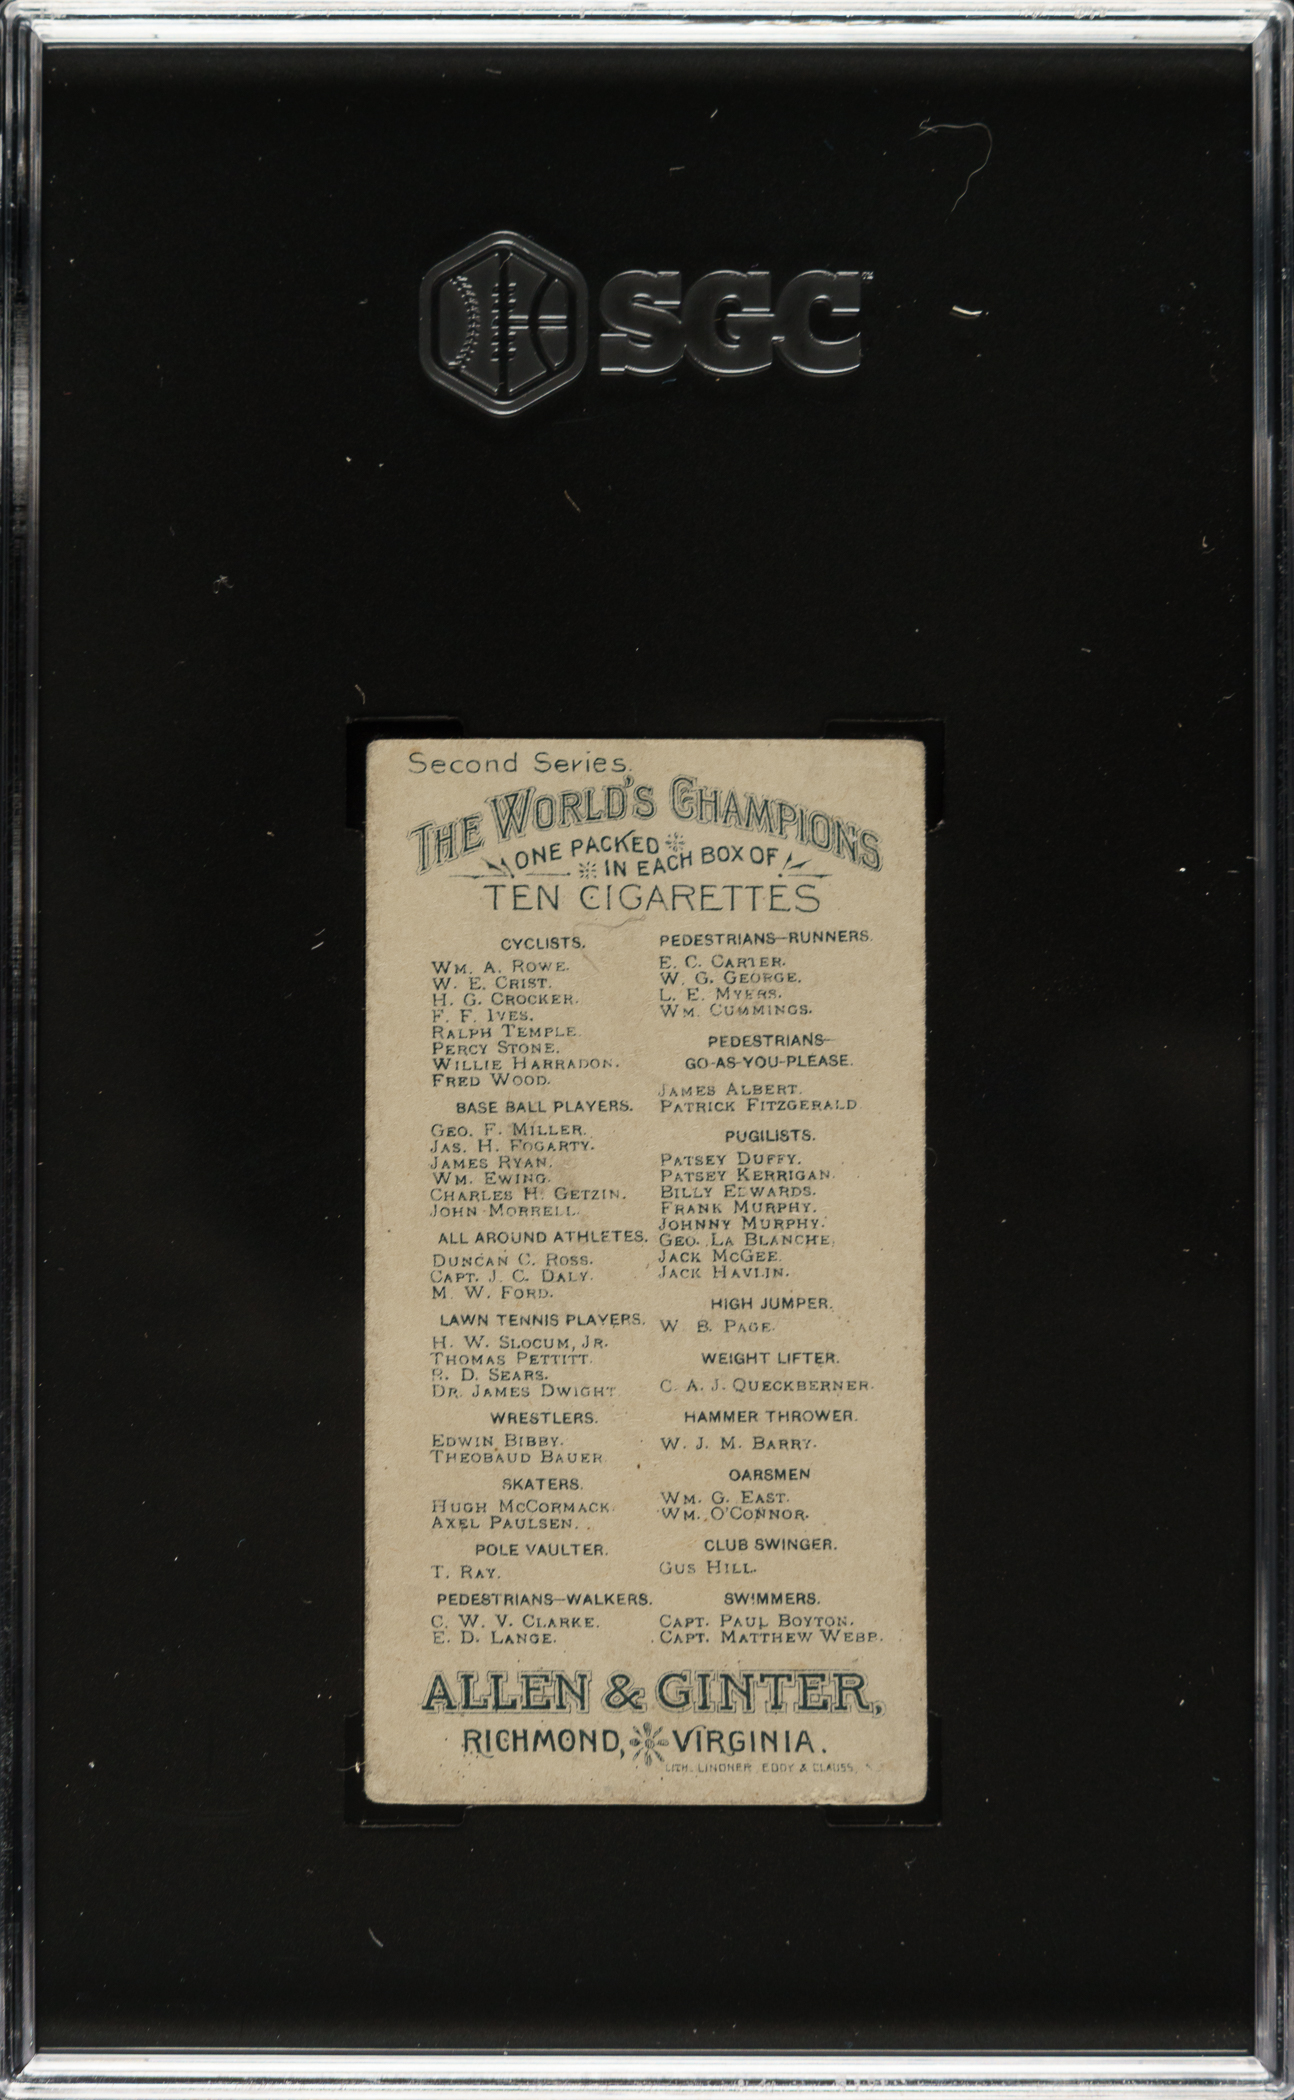 SGC
Second Series.
THE WORLD'S CHAMPIONS
ONE PACKED
IN EACH BOX OF
TEN CIGARETTES
CYCLISTS.
WM. A. ROWE.
W. E. CRIST.
H. G. CROCKER.
F. F. IVES.
RALPH TEMPLE.
PERCY STONE.
WILLIE HARRADON.
FRED WOOD.
BASE BALL PLAYERS.
GEO. F. MILLER.
JAS. H. FOGARTY.
JAMES RYAN.
WM. EWING.
CHARLES H. GETZIN.
JOHN MORRELL.
ALL AROUND ATHLETES.
DUNCAN C. ROSS.
CAPT. J. C. DALY.
M. W. FORD.
LAWN TENNIS PLAYERS.
H. W. SLOCUM, JR.
THOMAS PETTITT.
R. D. SEARS.
DR. JAMES DWIGHT
WRESTLERS.
EDWIN BIBBY.
THEOBAUD BAUER
SKATERS.
HUGH MCCORMACK.
AXEL PAULSEN.
POLE VAULTER.
T. RAY.
PEDESTRIANS—WALKERS.
C. W. V. CLARKE.
E. D. LANGE.
PEDESTRIANS—RUNNERS.
E. C. CARTER.
W. G. GEORGE.
L. E. MYERS.
WM. CUMMINGS.
PEDESTRIANS—
GO-AS-YOU-PLEASE.
JAMES ALBERT.
PATRICK FITZGERALD
PUGILISTS.
PATSEY DUFFY.
PATSEY KERRIGAN.
BILLY EDWARDS.
FRANK MURPHY.
JOHNNY MURPHY.
GEO. LA BLANCHE.
JACK MCGEE.
JACK HAVLIN.
HIGH JUMPER.
W. B. PAGE.
WEIGHT LIFTER.
C. A. J. QUECKBERNER.
HAMMER THROWER.
W. J. M. BARRY.
OARSMEN
WM. G. EAST.
WM. O'CONNOR.
CLUB SWINGER.
GUS HILL.
SWIMMERS.
CAPT. PAUL BOYTON.
CAPT. MATTHEW WEBB.
ALLEN & GINTER,
RICHMOND, VIRGINIA.
LITH. LINDNER, EDDY & CLAUSS,